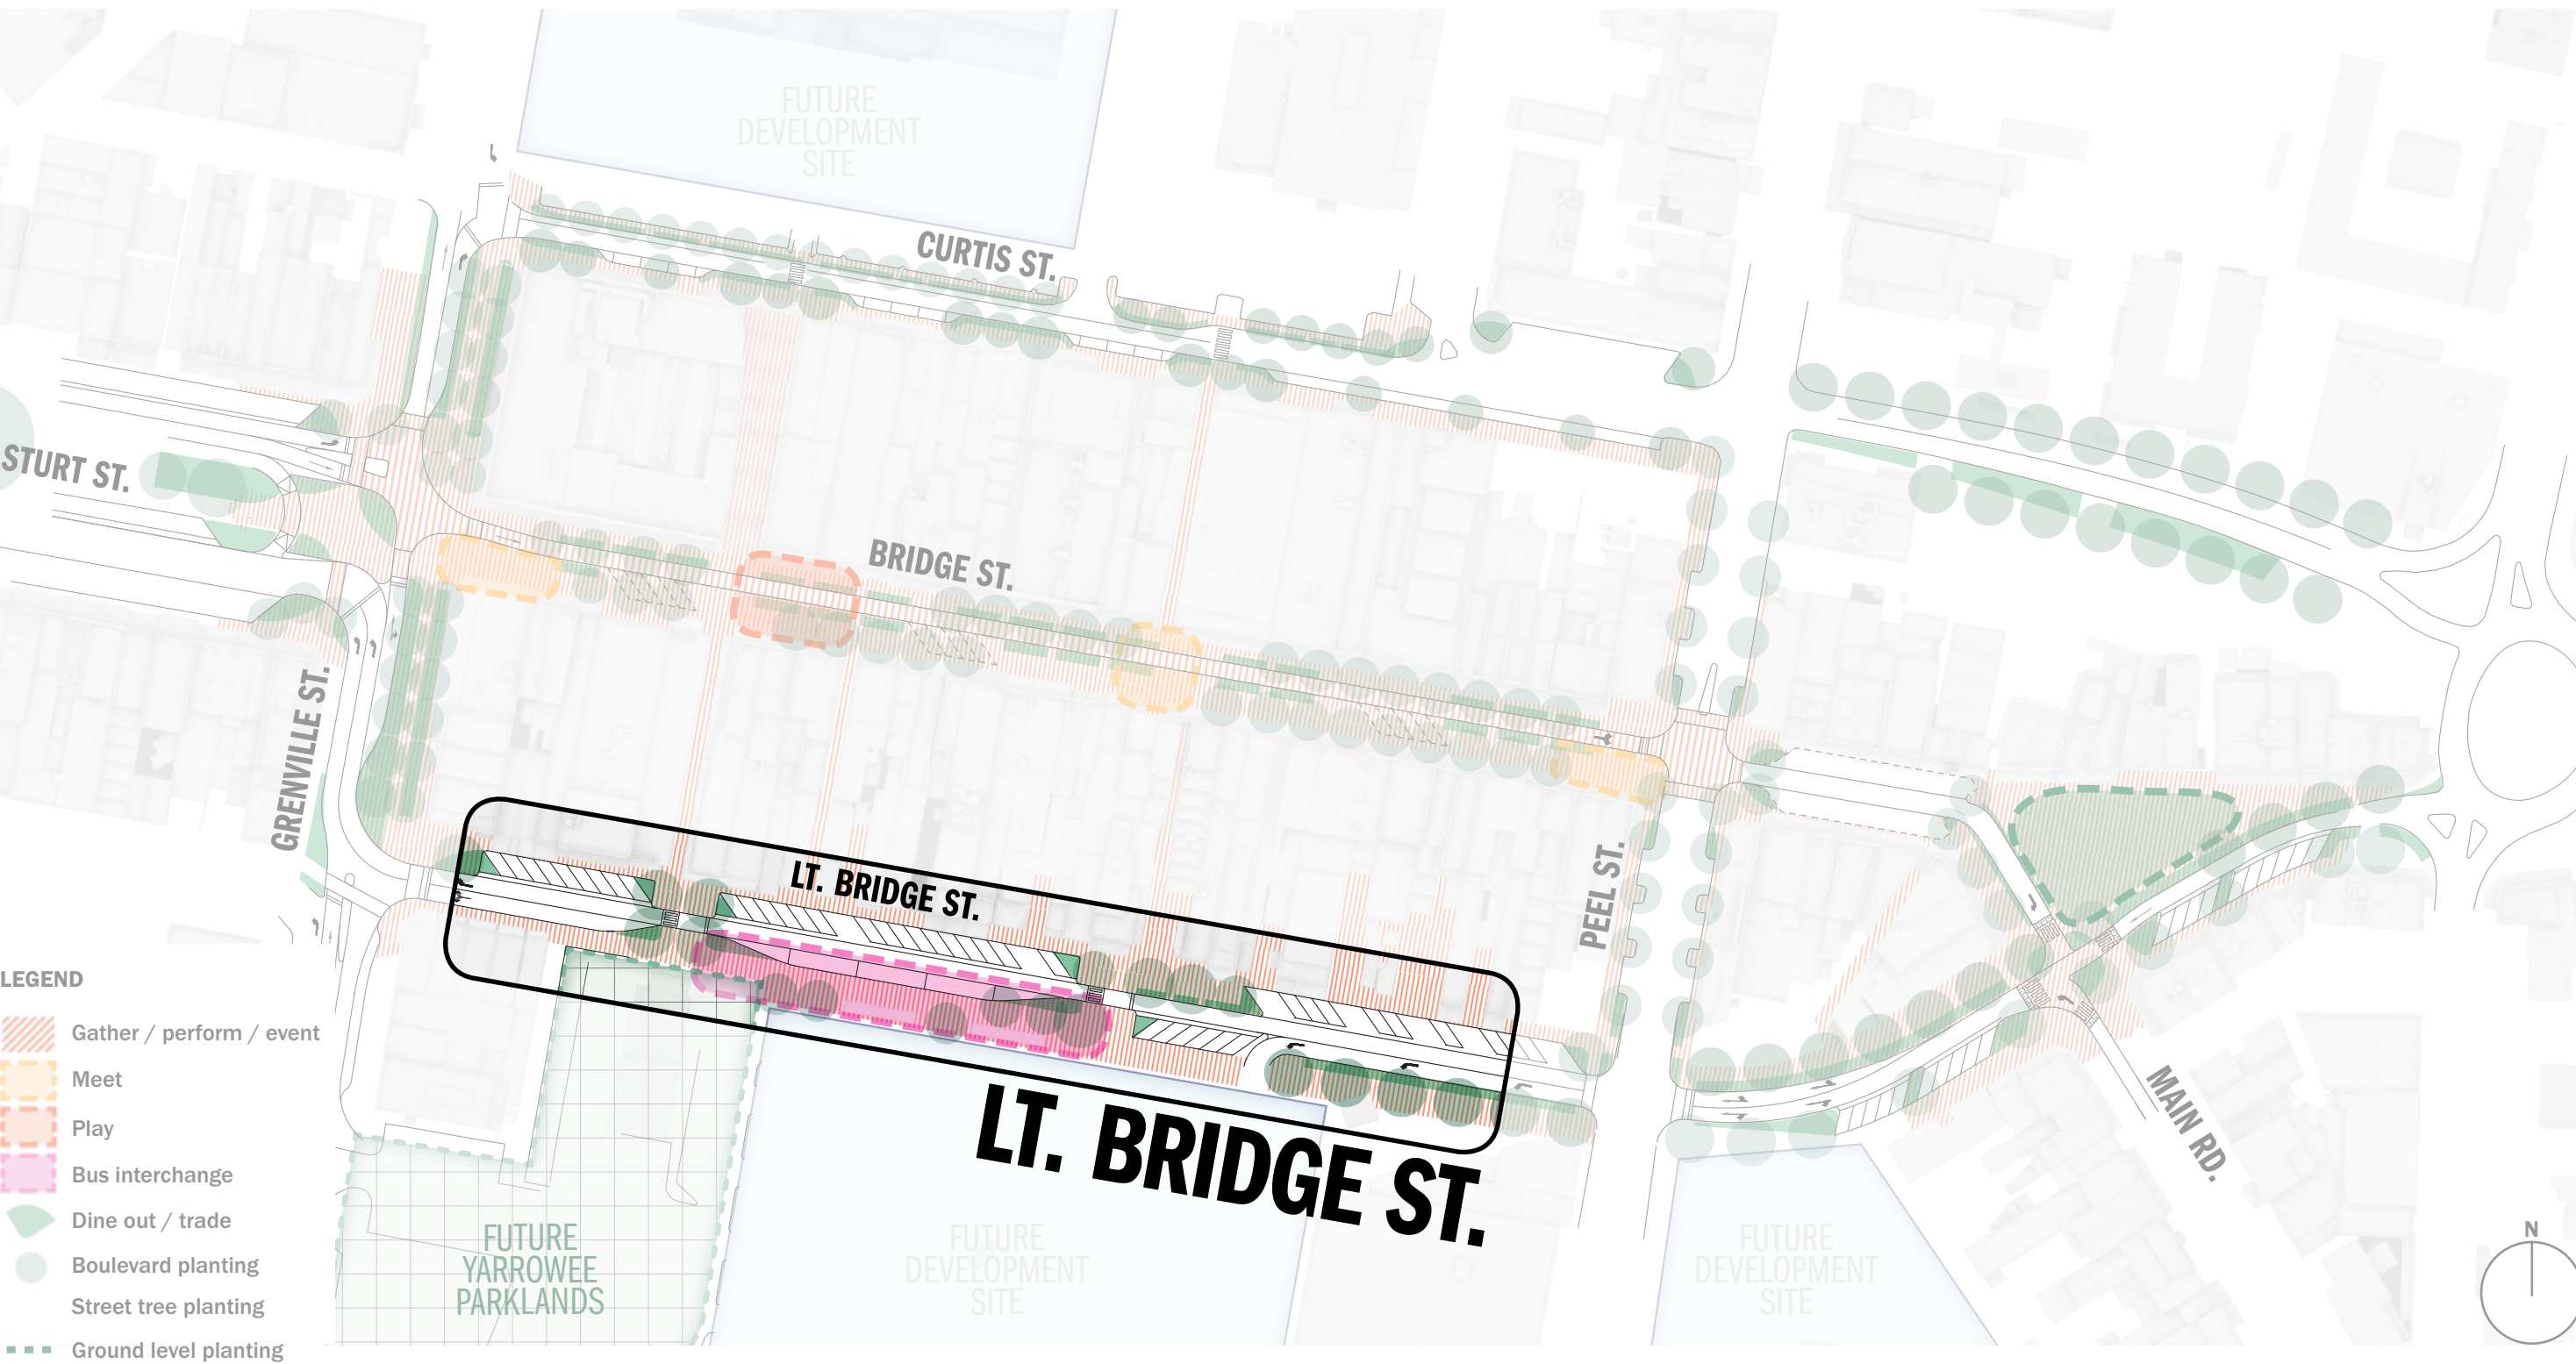 FUTURE
DEVELOPMENT
SITE
CURTIS ST.
STURT ST.
BRIDGE ST.
GRENVILLE ST.
PEEL ST.
LT. BRIDGE ST.
LT. BRIDGE ST.
MAIN RD.
LEGEND
Gather / perform / event
Meet
Play
Bus interchange
Dine out / trade
Boulevard planting
Street tree planting
Ground level planting
FUTURE
YARROWEE
PARKLANDS
FUTURE
DEVELOPMENT
SITE
FUTURE
DEVELOPMENT
SITE
N